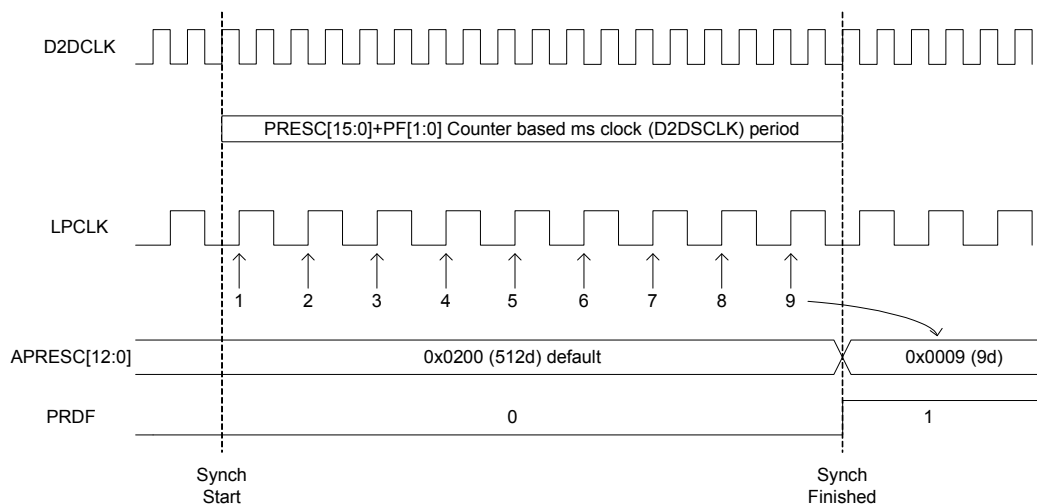 D2DCLK
PRESC[15:0]+PF[1:0] Counter based ms clock (D2DSCLK) period
LPCLK
1 2 3 4 5 6 7 8 9
APRESC[12:0] 0x0200 (512d) default 0x0009 (9d)
PRDF 0 1
Synch Start
Synch Finished